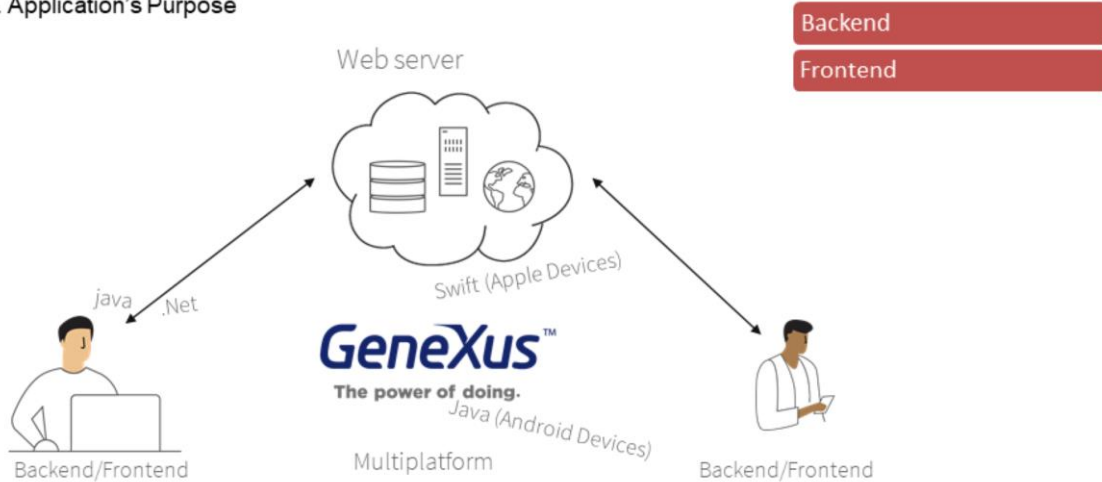 . Application's Purpose
Backend
Frontend
Web server
Swift (Apple Devices)
java
.Net
GeneXus™
The power of doing.
Java (Android Devices)
Multiplatform
Backend/Frontend
Backend/Frontend